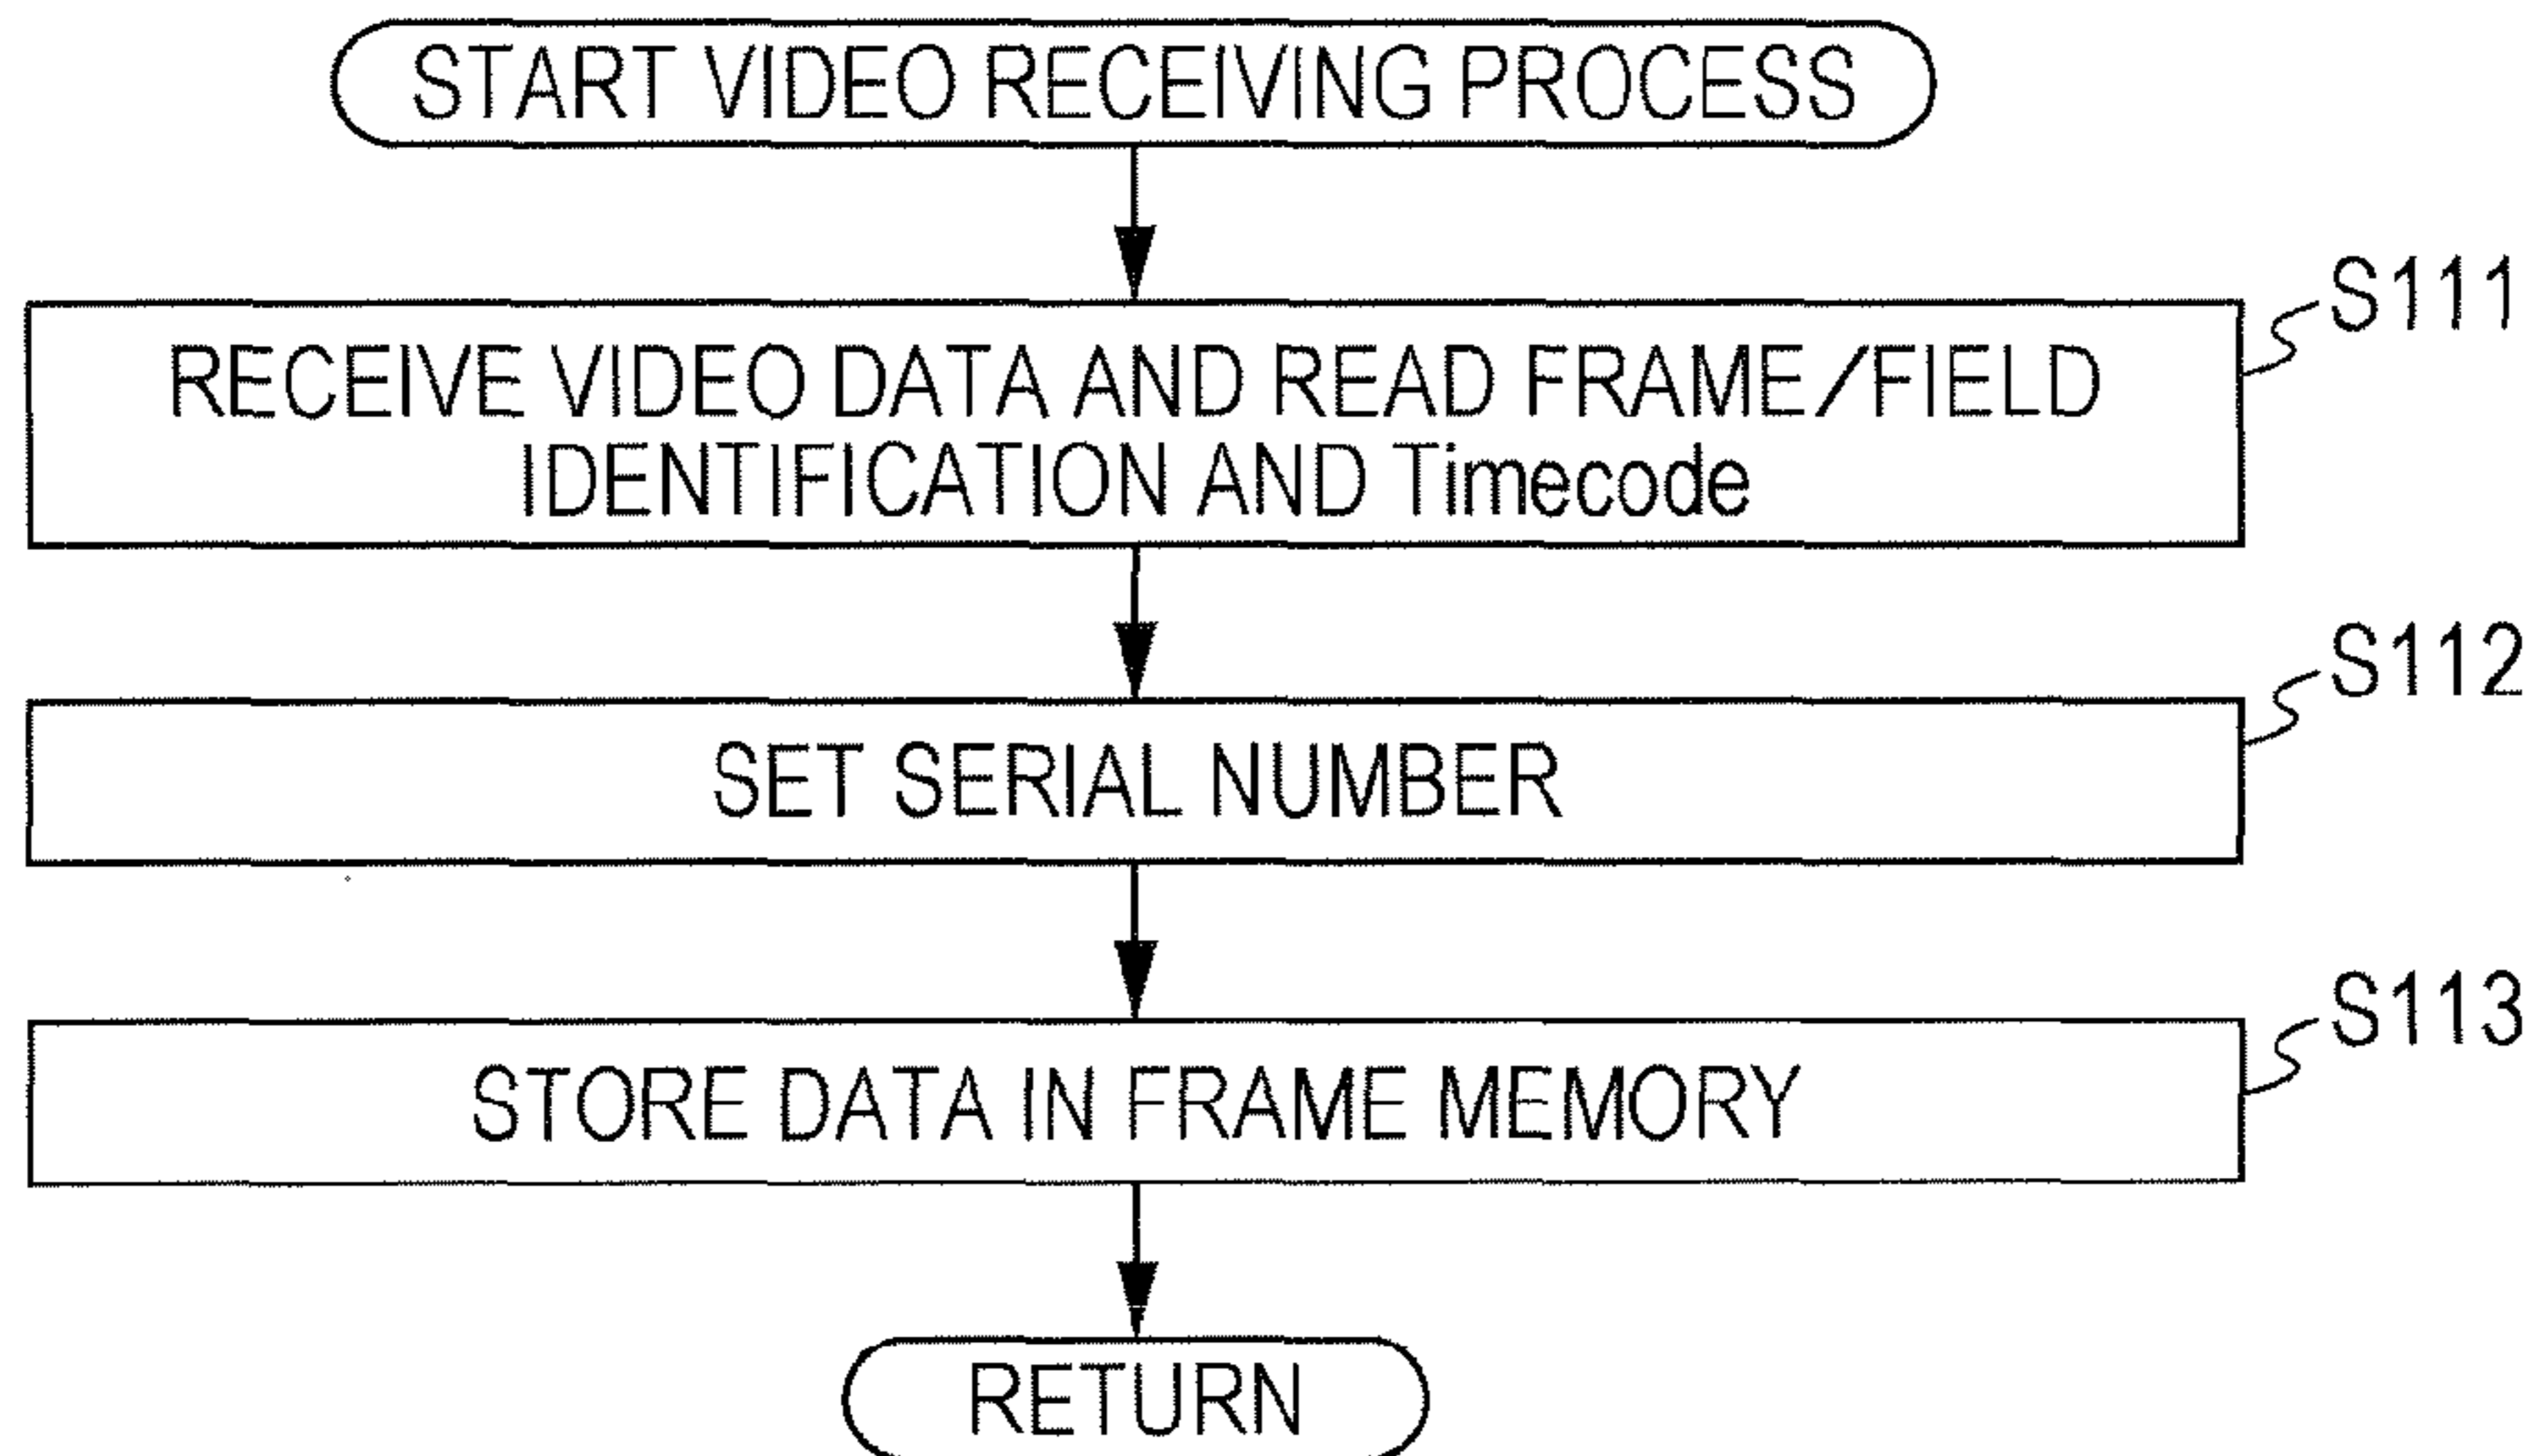 START VIDEO RECEIVING PROCESS
S111
RECEIVE VIDEO DATA AND READ FRAME/FIELD
IDENTIFICATION AND Timecode
S112
SET SERIAL NUMBER
S113
STORE DATA IN FRAME MEMORY
RETURN